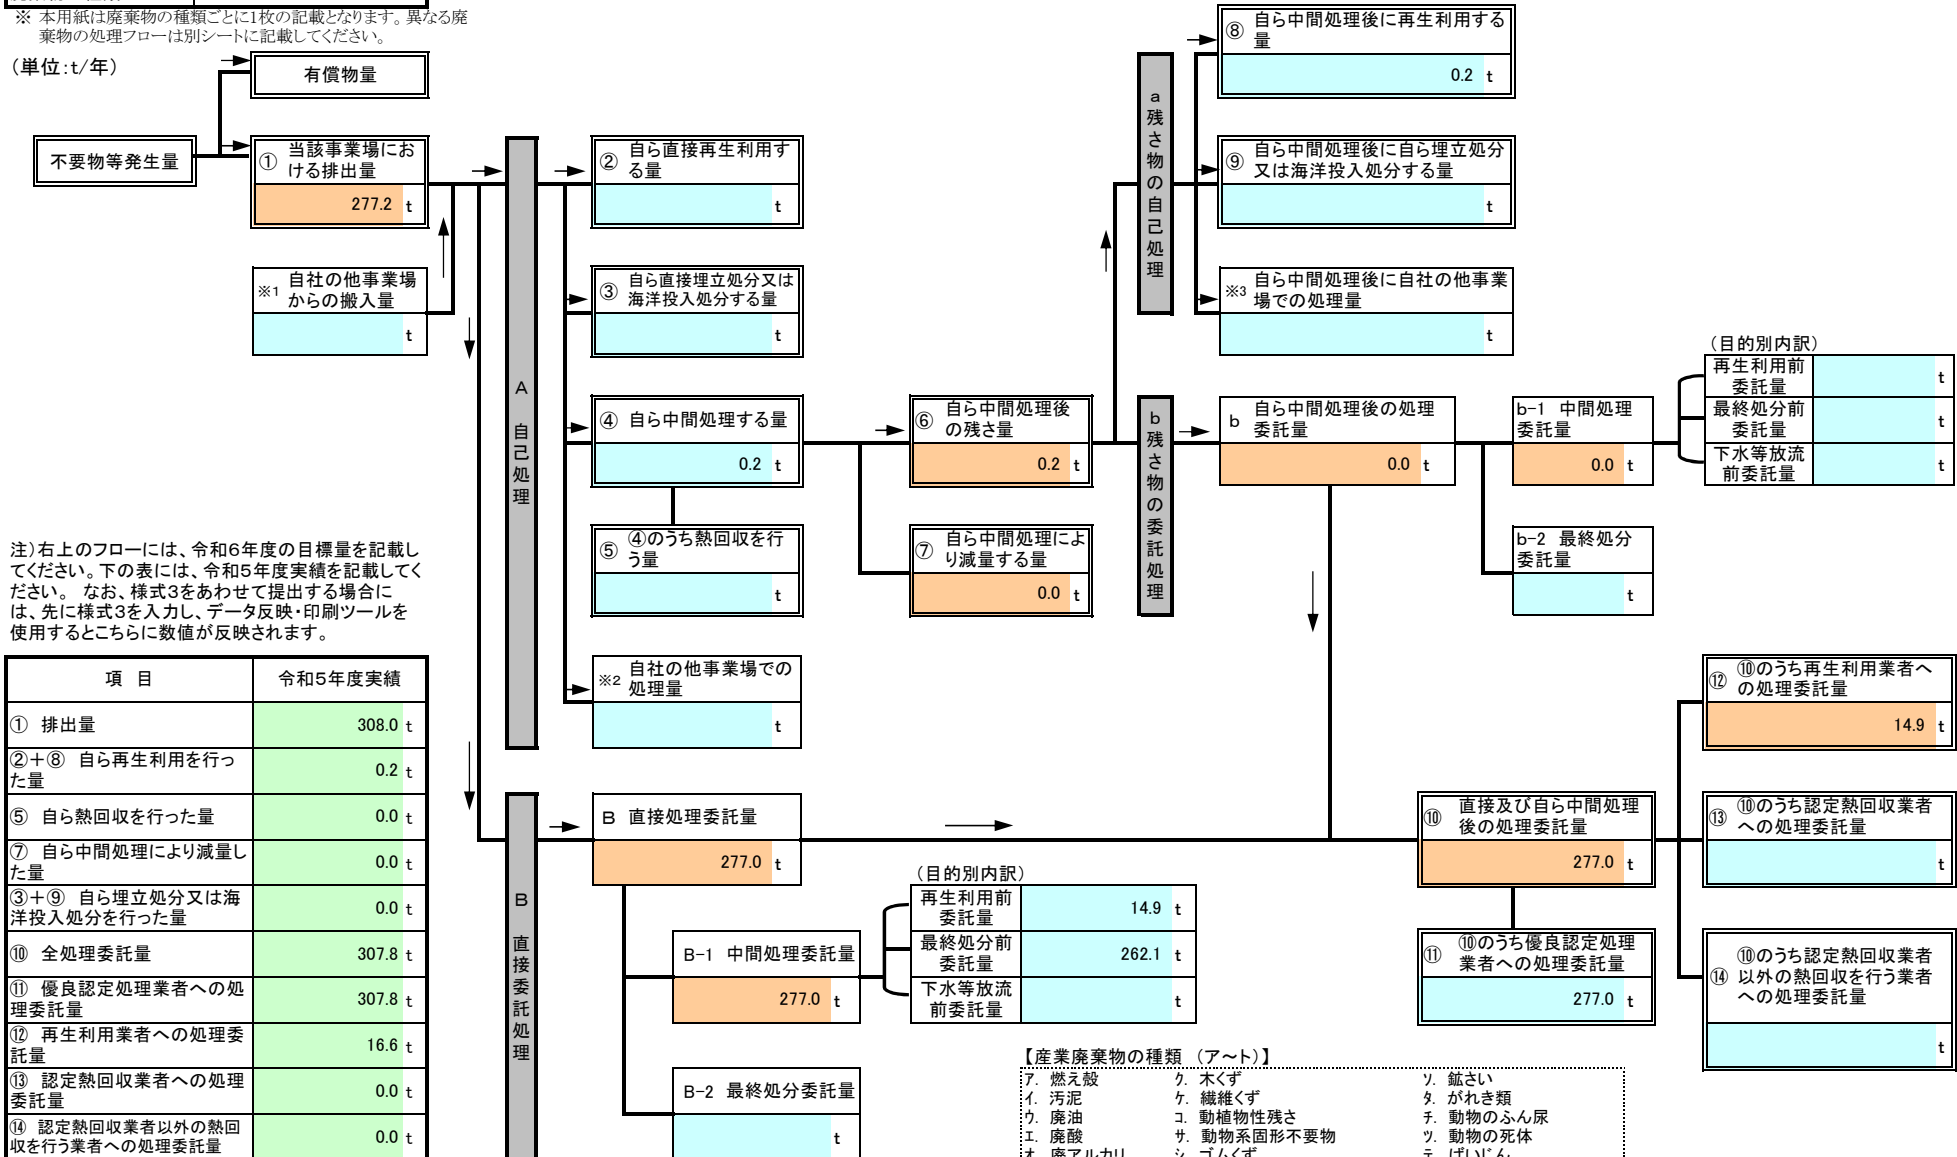 ※ 本用紙は廃棄物の種類ごとに1枚の記載となります。異なる廃
棄物の処理フローは別シートに記載してください。
(単位:t/年)
有償物量
不要物等発生量
① 当該事業場にお
ける排出量
277.2 t
※1 自社の他事業場
からの搬入量
t
A 自己処理
② 自ら直接再生利用す
る量
t
③ 自ら直接埋立処分又は
海洋投入処分する量
t
④ 自ら中間処理する量
0.2 t
⑤ ④のうち熱回収を行
う量
t
※2 自社の他事業場での
処理量
t
⑥ 自ら中間処理後
の残さ量
0.2 t
⑦ 自ら中間処理によ
り減量する量
0.0 t
a 残さ物の自己処理
⑧ 自ら中間処理後に再生利用する
量
0.2 t
⑨ 自ら中間処理後に自ら埋立処分
又は海洋投入処分する量
t
※3 自ら中間処理後に自社の他事業
場での処理量
t
b 残さ物の委託処理
b 自ら中間処理後の処理
委託量
0.0 t
b-1 中間処理
委託量
0.0 t
b-2 最終処分
委託量
t
(目的別内訳)
再生利用前
委託量 t
最終処分前
委託量 t
下水等放流
前委託量 t
注)右上のフローには、令和6年度の目標量を記載し
てください。下の表には、令和5年度実績を記載してく
ださい。 なお、様式3をあわせて提出する場合に
は、先に様式3を入力し、データ反映・印刷ツールを
使用するとこちらに数値が反映されます。
項 目 令和5年度実績
① 排出量 308.0 t
②+⑧ 自ら再生利用を行っ
た量 0.2 t
⑤ 自ら熱回収を行った量 0.0 t
⑦ 自ら中間処理により減量し
た量 0.0 t
③+⑨ 自ら埋立処分又は海
洋投入処分を行った量 0.0 t
⑩ 全処理委託量 307.8 t
⑪ 優良認定処理業者への処
理委託量 307.8 t
⑫ 再生利用業者への処理委
託量 16.6 t
⑬ 認定熱回収業者への処理
委託量 0.0 t
⑭ 認定熱回収業者以外の熱回
収を行う業者への処理委託量 0.0 t
B 直接委託処理
B 直接処理委託量
277.0 t
B-1 中間処理委託量
277.0 t
B-2 最終処分委託量
t
(目的別内訳)
再生利用前
委託量 14.9 t
最終処分前
委託量 262.1 t
下水等放流
前委託量 t
⑩ 直接及び自ら中間処理
後の処理委託量
277.0 t
⑪ ⑩のうち優良認定処理
業者への処理委託量
277.0 t
⑫ ⑩のうち再生利用業者へ
の処理委託量
14.9 t
⑬ ⑩のうち認定熱回収業者
への処理委託量
t
⑭ ⑩のうち認定熱回収業者
以外の熱回収を行う業者
への処理委託量
t
【産業廃棄物の種類 (ア～ト)】
ア. 燃え殻 ク. 木くず ソ. 鉱さい
イ. 汚泥 ケ. 繊維くず タ. がれき類
ウ. 廃油 コ. 動植物性残さ チ. 動物のふん尿
エ. 廃酸 サ. 動物系固形不要物 ツ. 動物の死体
オ. 廃アルカリ シ. ゴムくず テ. ばいじん